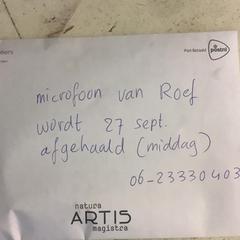 Port Betaald
postnl
microfoon van Roef
wordt 27 sept.
afgehaald (middag)
06-23330403
natura
ARTIS
magistra